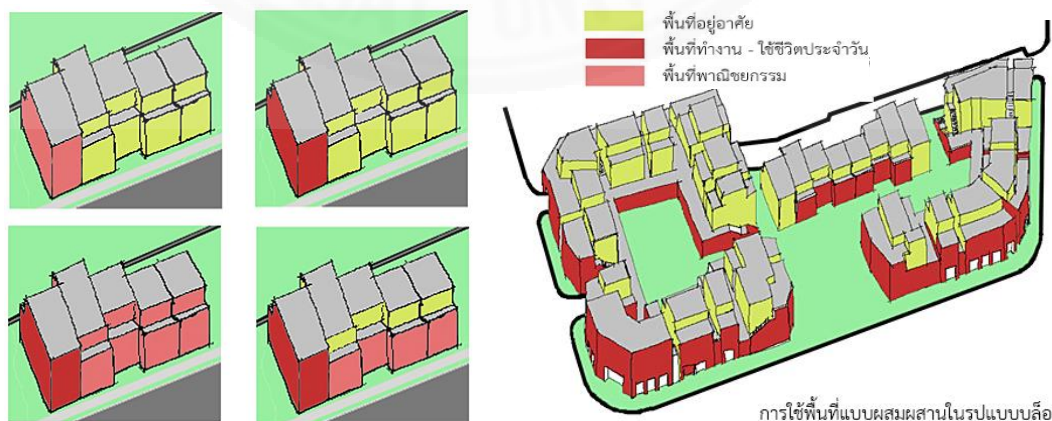 พื้นที่อยู่อาศัย
พื้นที่ทำงาน - ใช้ชีวิตประจำวัน
พื้นที่พาณิชยกรรม
การใช้พื้นที่แบบผสมผสานในรูปแบบบล็อ